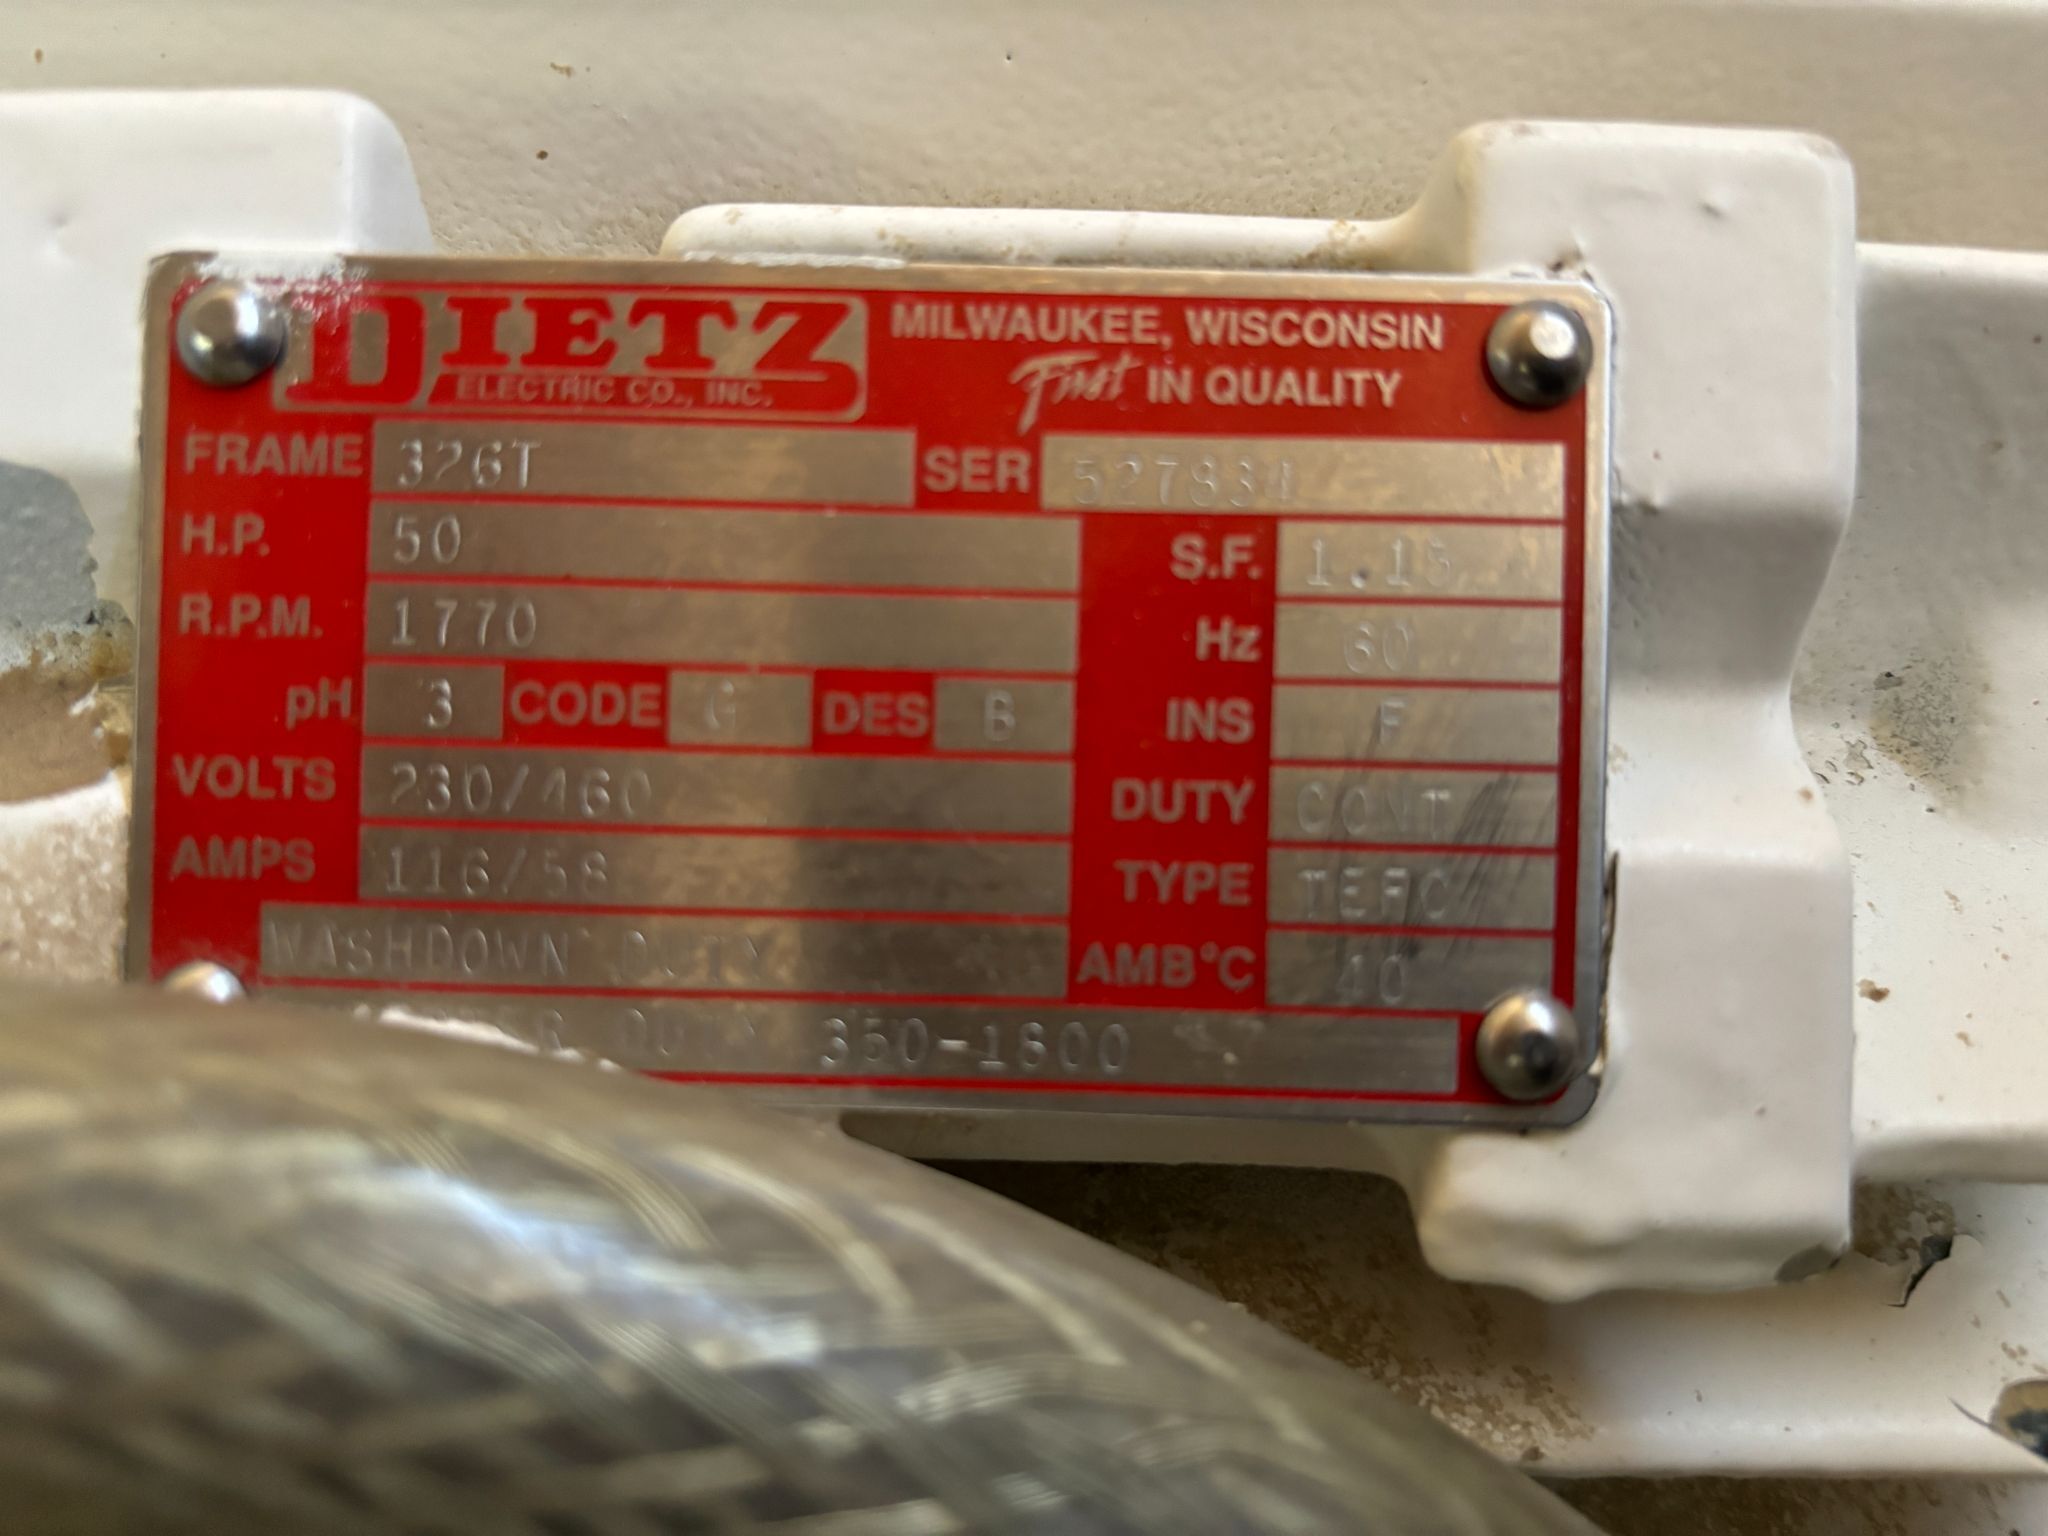 DIETZ
ELECTRIC CO., INC.
MILWAUKEE, WISCONSIN
First IN QUALITY
FRAME 326T SER 527834
H.P. 50 S.F. 1.15
R.P.M. 1770 Hz 60
pH 3 CODE G DES B INS F
VOLTS 230/460 DUTY CONT
AMPS 116/58 TYPE TEFC
WASHDOWN DUTY AMB°C 40
DUTY 350-1800